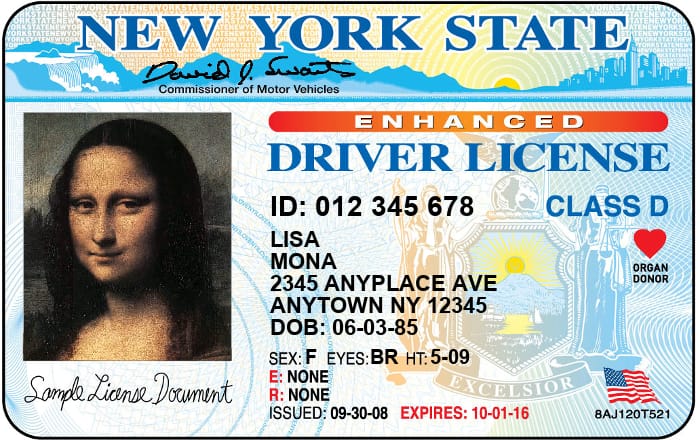 NEW YORK STATE
David J. Swarts
Commissioner of Motor Vehicles
ENHANCED
DRIVER LICENSE
ID: 012 345 678 CLASS D
LISA
MONA
2345 ANYPLACE AVE
ANYTOWN NY 12345
DOB: 06-03-85
ORGAN
DONOR
SEX: F EYES: BR HT: 5-09
E: NONE
R: NONE
ISSUED: 09-30-08 EXPIRES: 10-01-16
EXCELSIOR
8AJ120T521
Sample License Document